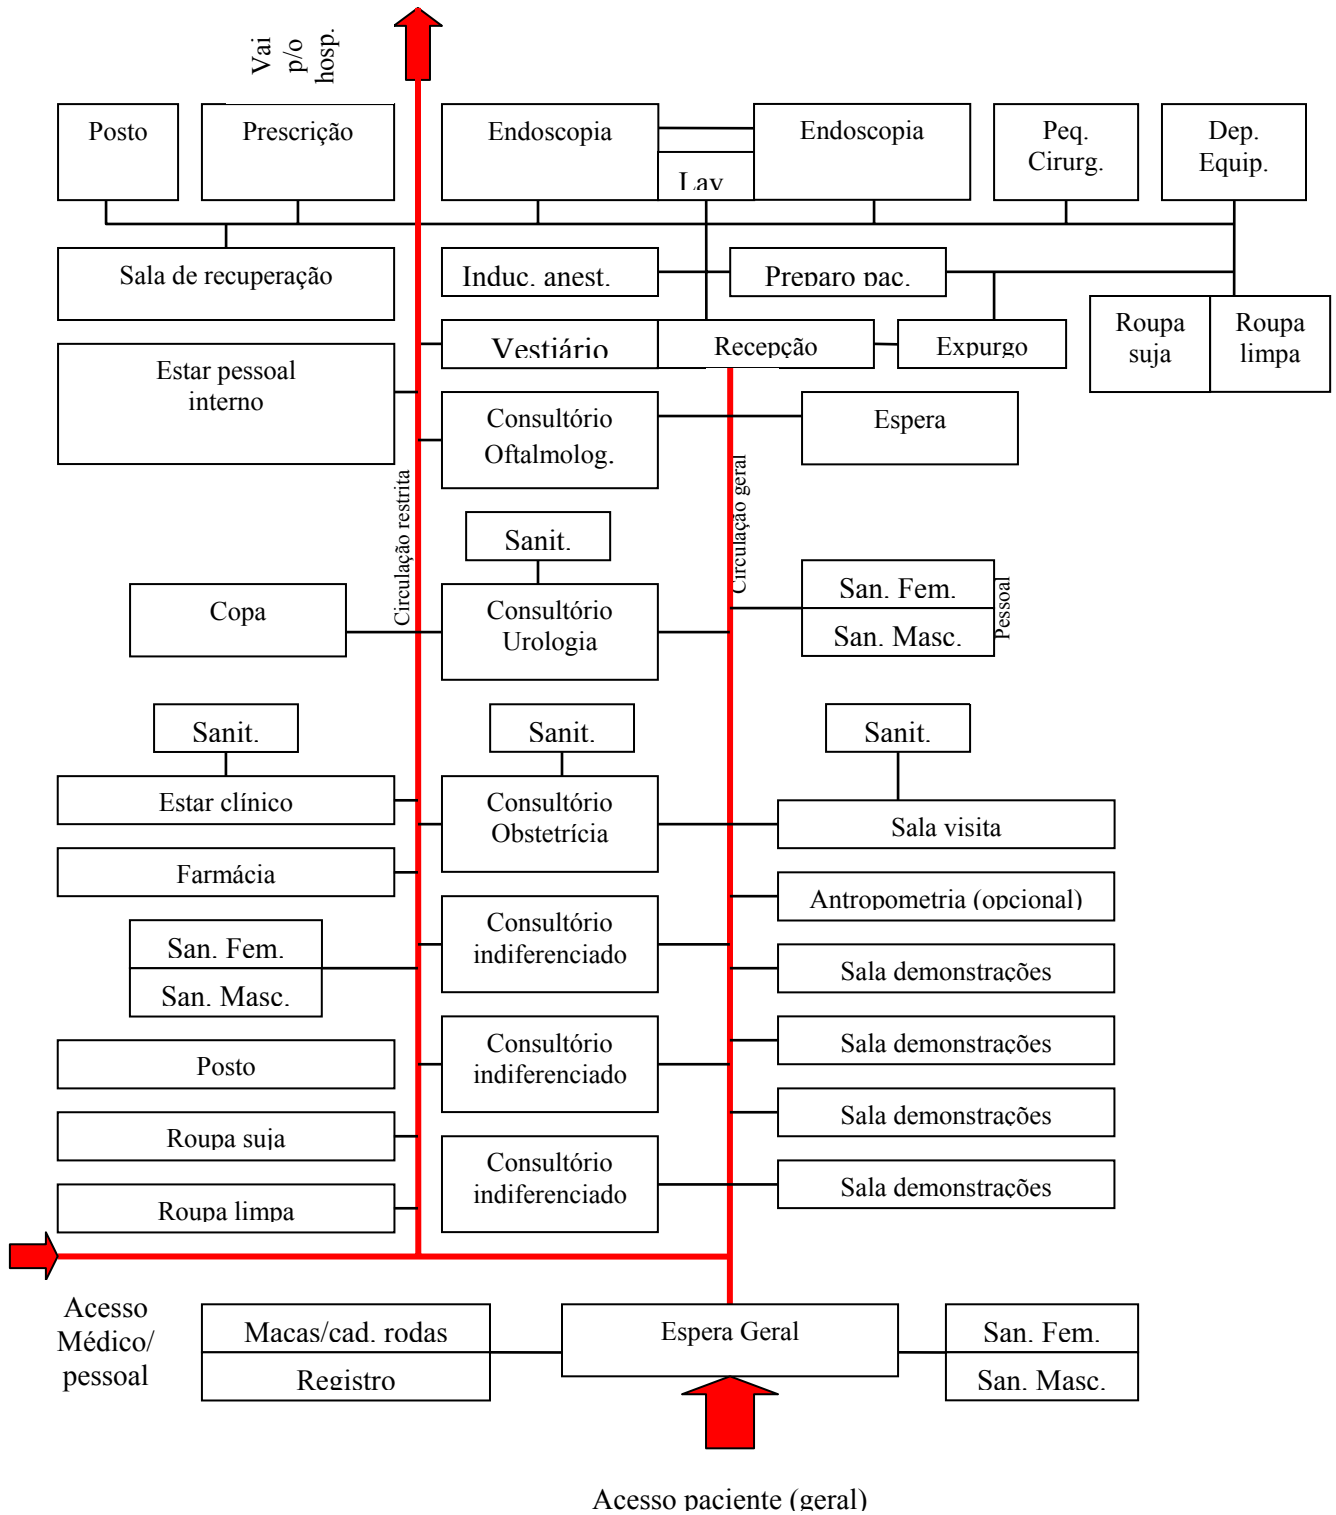 Vai
p/o
hosp.
Posto
Prescrição
Endoscopia
Endoscopia
Peq.
Cirurg.
Dep.
Equip.
Lav
Sala de recuperação
Induc. anest.
Preparo pac.
Roupa
suja
Roupa
limpa
Vestiário
Recepção
Expurgo
Estar pessoal
interno
Consultório
Oftalmolog.
Espera
Circulação restrita
Circulação geral
Sanit.
Copa
Consultório
Urologia
San. Fem.
San. Masc.
Pessoal
Sanit.
Sanit.
Sanit.
Estar clínico
Consultório
Obstetrícia
Sala visita
Farmácia
Antropometria (opcional)
San. Fem.
San. Masc.
Consultório
indiferenciado
Sala demonstrações
Posto
Consultório
indiferenciado
Sala demonstrações
Roupa suja
Sala demonstrações
Consultório
indiferenciado
Sala demonstrações
Roupa limpa
Acesso
Médico/
pessoal
Macas/cad. rodas
Registro
Espera Geral
San. Fem.
San. Masc.
Acesso paciente (geral)